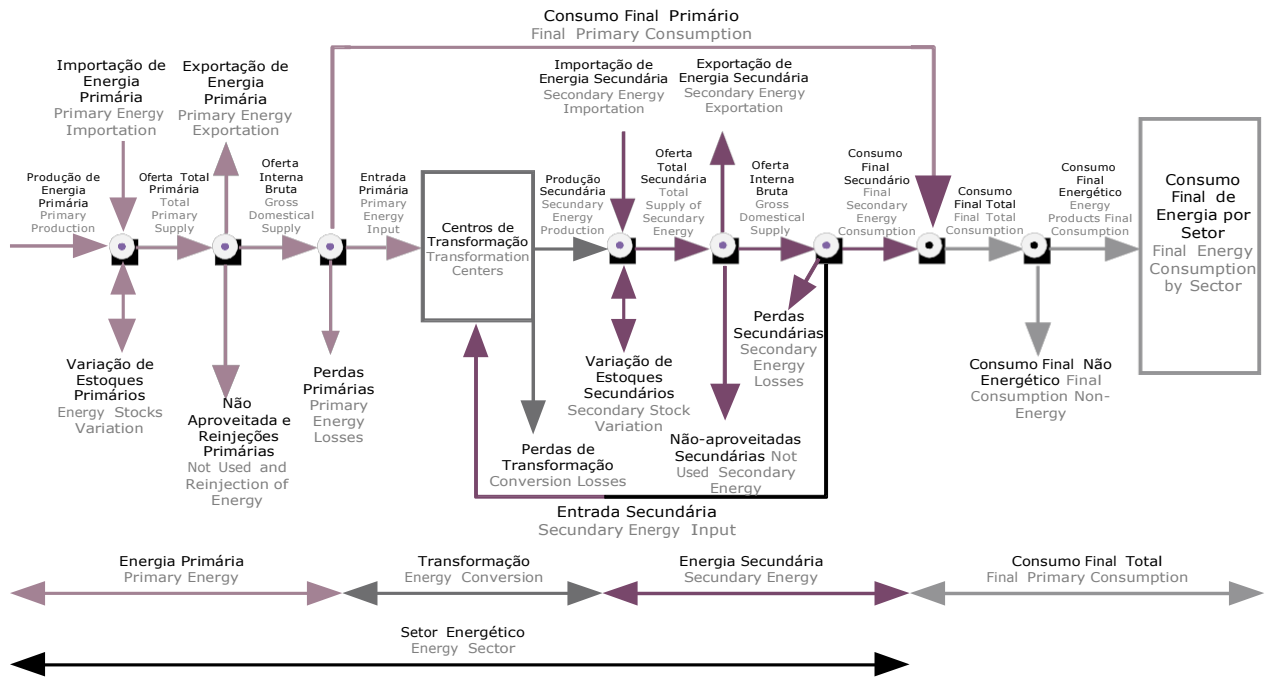 Consumo Final Primário
Final Primary Consumption
Importação de
Energia
Primária
Primary Energy
Importation
Exportação de
Energia
Primária
Primary Energy
Exportation
Importação de
Energia Secundária
Secondary Energy
Importation
Exportação de
Energia Secundária
Secondary Energy
Exportation
Produção de
Energia
Primária
Primary
Production
Oferta Total
Primária
Total
Primary
Supply
Oferta
Interna
Bruta
Gross
Domestical
Supply
Entrada
Primária
Primary
Energy
Input
Centros de
Transformação
Transformation
Centers
Produção
Secundária
Secondary
Energy
Production
Oferta
Total
Secundária
Total
Supply of
Secondary
Energy
Oferta
Interna
Bruta
Gross
Domestical
Supply
Consumo
Final
Secundário
Final
Secondary
Energy
Consumption
Consumo
Final Total
Final Total
Consumption
Consumo
Final
Energético
Energy
Products Final
Consumption
Consumo
Final de
Energia por
Setor
Final Energy
Consumption
by Sector
Variação de
Estoques
Primários
Energy Stocks
Variation
Não
Aproveitada e
Reinjeções
Primárias
Not Used and
Reinjection of
Energy
Perdas
Primárias
Primary
Energy
Losses
Perdas de
Transformação
Conversion Losses
Variação de
Estoques
Secundários
Secondary Stock
Variation
Não-aproveitadas
Secundárias Not
Used Secondary
Energy
Perdas
Secundárias
Secondary
Energy
Losses
Consumo Final Não
Energético Final
Consumption Non-
Energy
Entrada Secundária
Secundary Energy Input
Energia Primária
Primary Energy
Transformação
Energy Conversion
Energia Secundária
Secondary Energy
Consumo Final Total
Final Primary Consumption
Setor Energético
Energy Sector